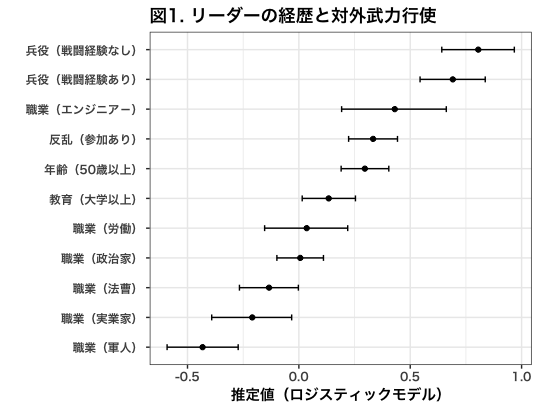 図1. リーダーの経歴と対外武力行使
兵役（戦闘経験なし）
兵役（戦闘経験あり）
職業（エンジニアー）
反乱（参加あり）
年齢（50歳以上）
教育（大学以上）
職業（労働）
職業（政治家）
職業（法曹）
職業（実業家）
職業（軍人）
-0.5 0.0 0.5 1.0
推定値（ロジスティックモデル）